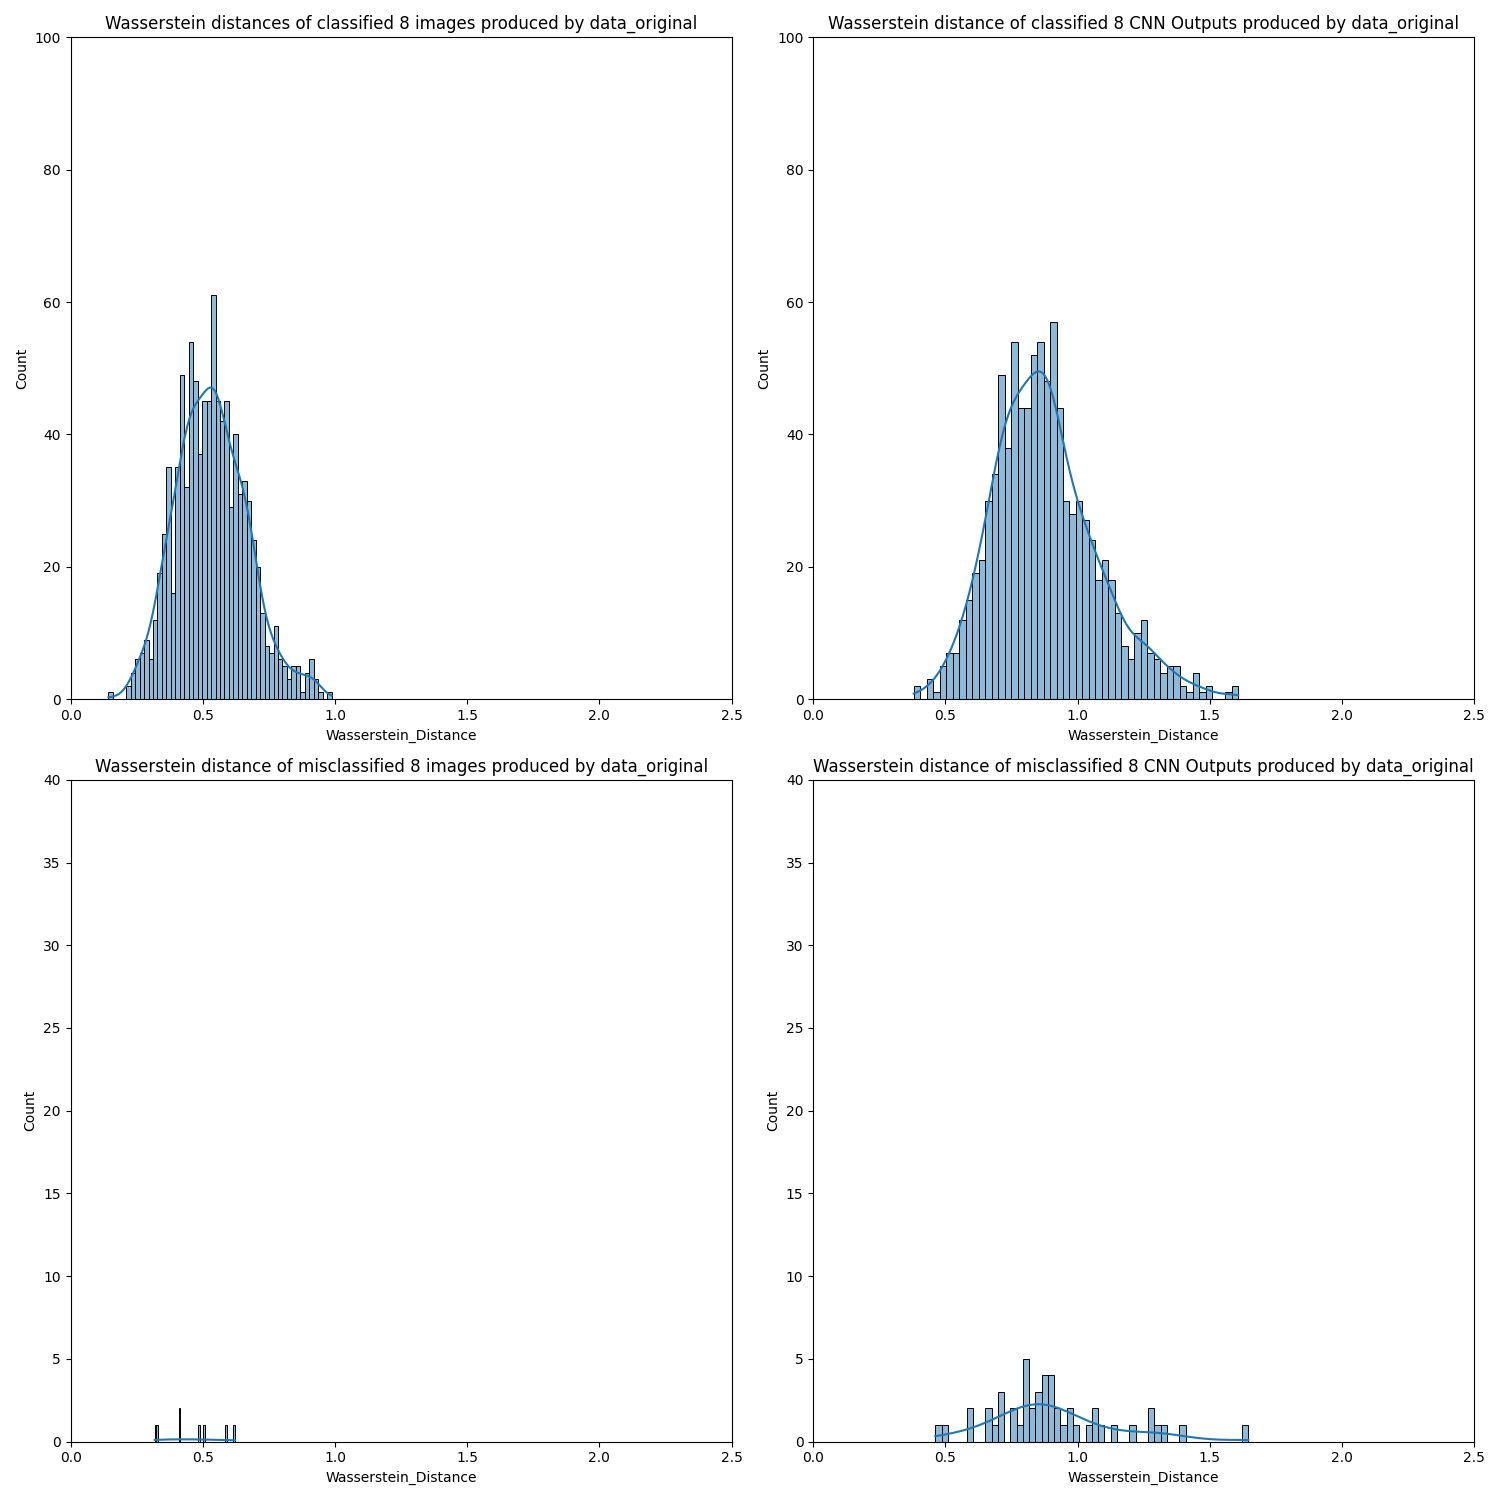 Wasserstein distances of classified 8 images produced by data_original
100
80
60
40
20
0
Count
0.0 0.5 1.0 1.5 2.0 2.5
Wasserstein_Distance
Wasserstein distance of classified 8 CNN Outputs produced by data_original
100
80
60
40
20
0
Count
0.0 0.5 1.0 1.5 2.0 2.5
Wasserstein_Distance
Wasserstein distance of misclassified 8 images produced by data_original
40
35
30
25
20
15
10
5
0
Count
0.0 0.5 1.0 1.5 2.0 2.5
Wasserstein_Distance
Wasserstein distance of misclassified 8 CNN Outputs produced by data_original
40
35
30
25
20
15
10
5
0
Count
0.0 0.5 1.0 1.5 2.0 2.5
Wasserstein_Distance